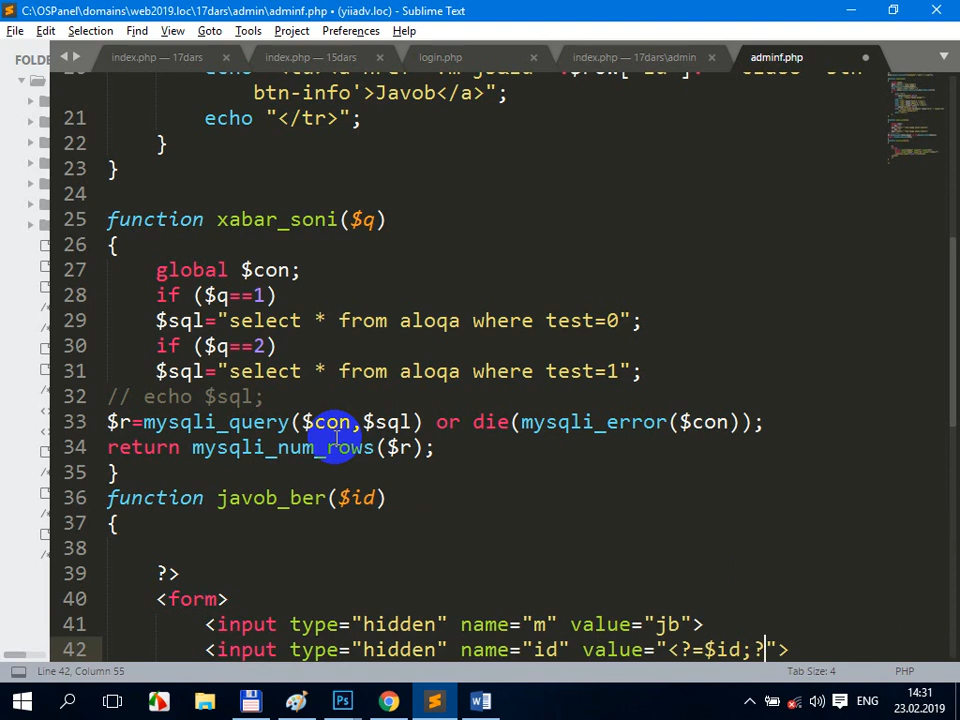 C:\OSPanel\domains\web2019.loc\17dars\admin\adminf.php • (yiiadv.loc) - Sublime Text
File Edit Selection Find View Goto Tools Project Preferences Help
FOLDE
index.php — 17dars
index.php — 15dars
login.php
index.php — 17dars\admin
adminf.php
btn-info'>Javob</a>";
21 echo "</tr>";
22 }
23 }
24
25 function xabar_soni($q)
26 {
27 global $con;
28 if ($q==1)
29 $sql="select * from aloqa where test=0";
30 if ($q==2)
31 $sql="select * from aloqa where test=1";
32 // echo $sql;
33 $r=mysqli_query($con,$sql) or die(mysqli_error($con));
34 return mysqli_num_rows($r);
35 }
36 function javob_ber($id)
37 {
38
39 ?>
40 <form>
41 <input type="hidden" name="m" value="jb">
42 <input type="hidden" name="id" value="<?=$id;?">
Line 42, Column 55
Tab Size: 4
PHP
14:31
23.02.2019